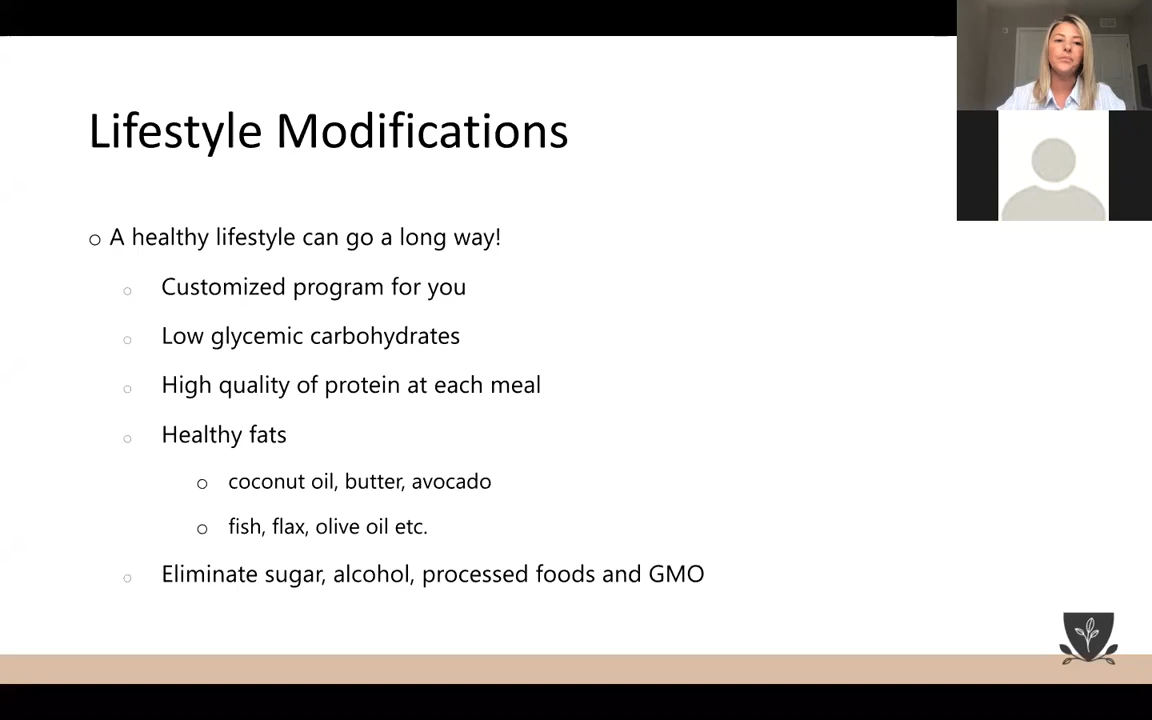 Lifestyle Modifications
A healthy lifestyle can go a long way!
Customized program for you
Low glycemic carbohydrates
High quality of protein at each meal
Healthy fats
coconut oil, butter, avocado
fish, flax, olive oil etc.
Eliminate sugar, alcohol, processed foods and GMO